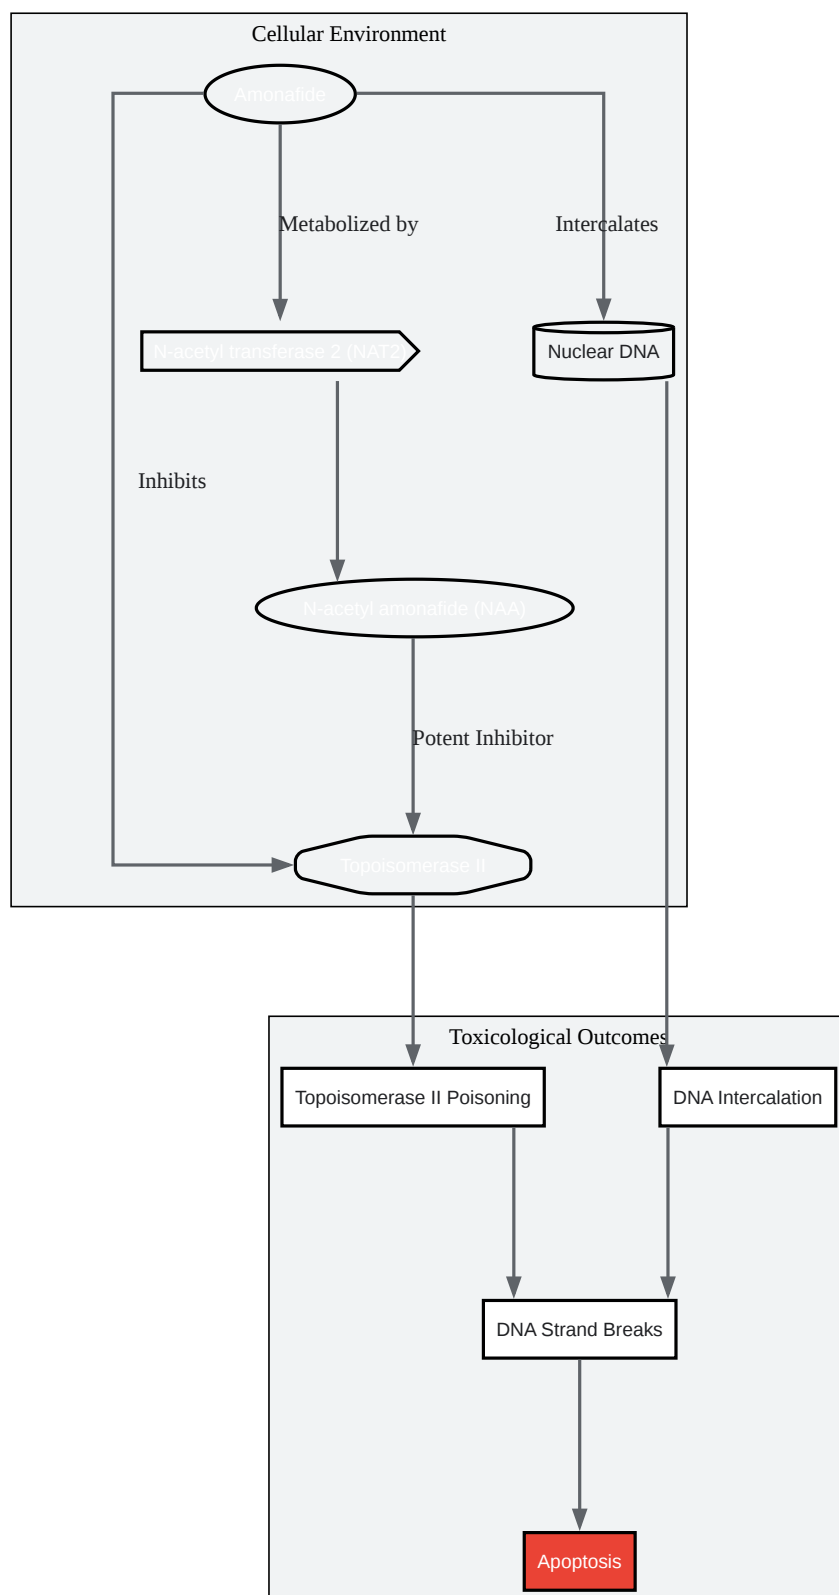 Cellular Environment
Amonafide
Metabolized by
Intercalates
N-acetyl transferase 2 (NAT2)
Nuclear DNA
Inhibits
N-acetyl amonafide (NAA)
Potent Inhibitor
Topoisomerase II
Toxicological Outcomes
Topoisomerase II Poisoning
DNA Intercalation
DNA Strand Breaks
Apoptosis